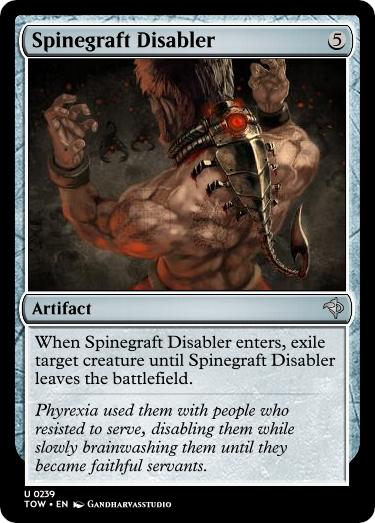 Spinegraft Disabler 5
Artifact
When Spinegraft Disabler enters, exile
target creature until Spinegraft Disabler
leaves the battlefield.
Phyrexia used them with people who
resisted to serve, disabling them while
slowly brainwashing them until they
became faithful servants.
U 0239
TOW • EN GANDHARVASSTUDIO